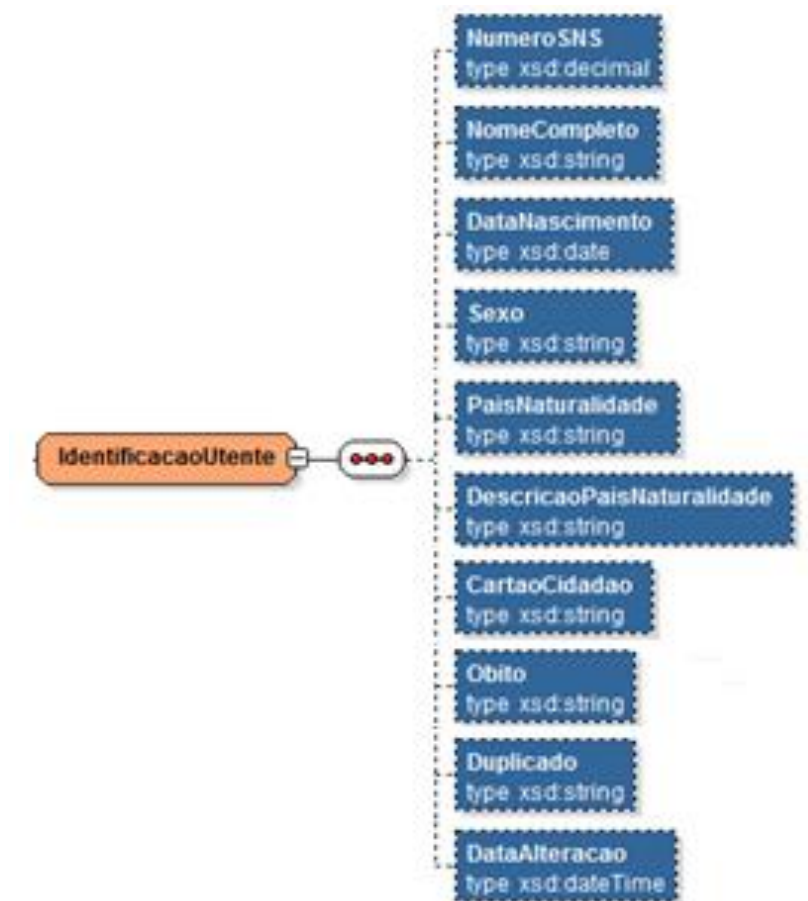 NumeroSNS
type xsd:decimal
NomeCompleto
type xsd:string
DataNascimento
type xsd:date
Sexo
type xsd:string
IdentificacaoUtente
PaisNaturalidade
type xsd:string
DescricaoPaisNaturalidade
type xsd:string
CartaoCidadao
type xsd:string
Obito
type xsd:string
Duplicado
type xsd:string
DataAlteracao
type xsd:dateTime